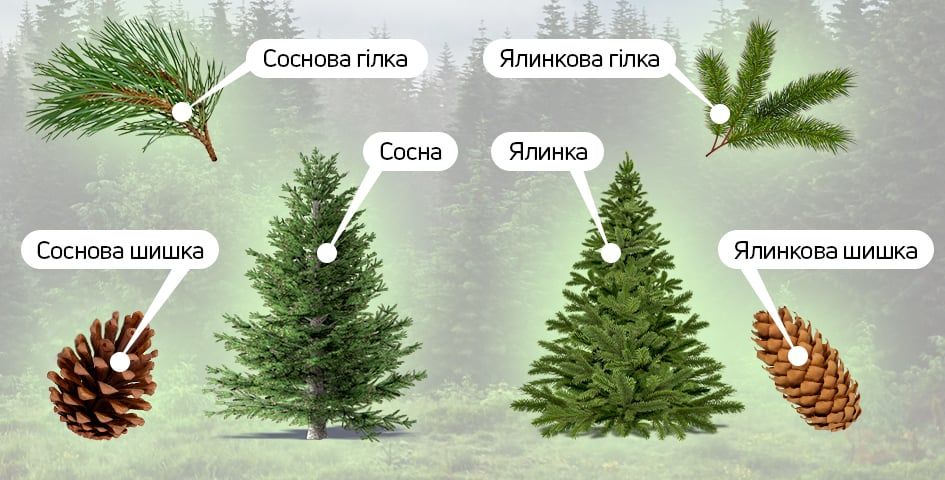 Соснова гілка
Ялинкова гілка
Сосна
Ялинка
Соснова шишка
Ялинкова шишка